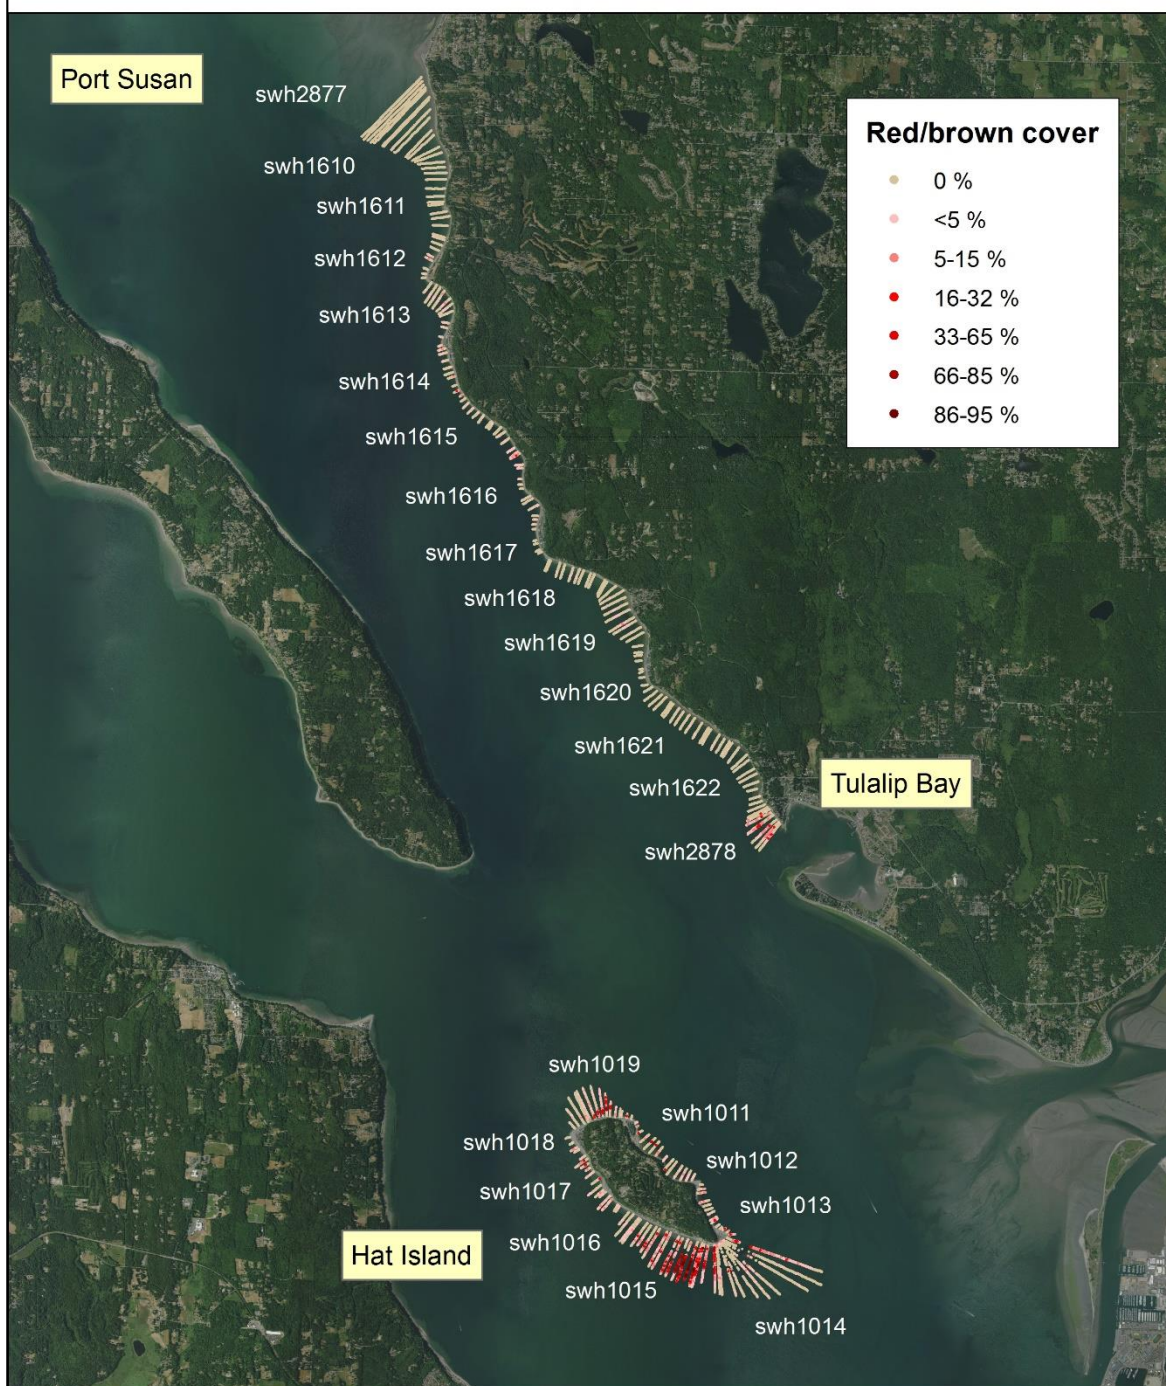 Port Susan
swh2877
Red/brown cover
0 %
<5 %
5-15 %
16-32 %
33-65 %
66-85 %
86-95 %
swh1610
swh1611
swh1612
swh1613
swh1614
swh1615
swh1616
swh1617
swh1618
swh1619
swh1620
swh1621
swh1622
Tulalip Bay
swh2878
swh1019
swh1011
swh1018
swh1012
swh1017
swh1013
swh1016
Hat Island
swh1015
swh1014